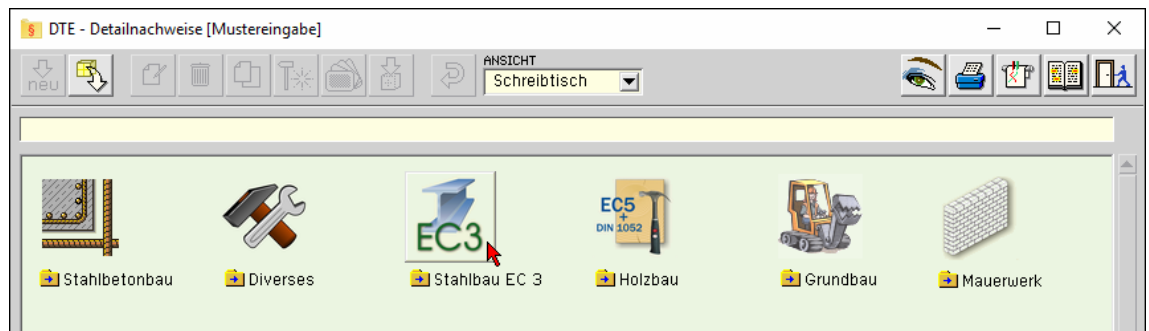 DTE - Detailnachweise [Mustereingabe]
neu
ANSICHT
Schreibtisch
EC3
EC5
+
DIN 1052
Stahlbetonbau
Diverses
Stahlbau EC 3
Holzbau
Grundbau
Mauerwerk